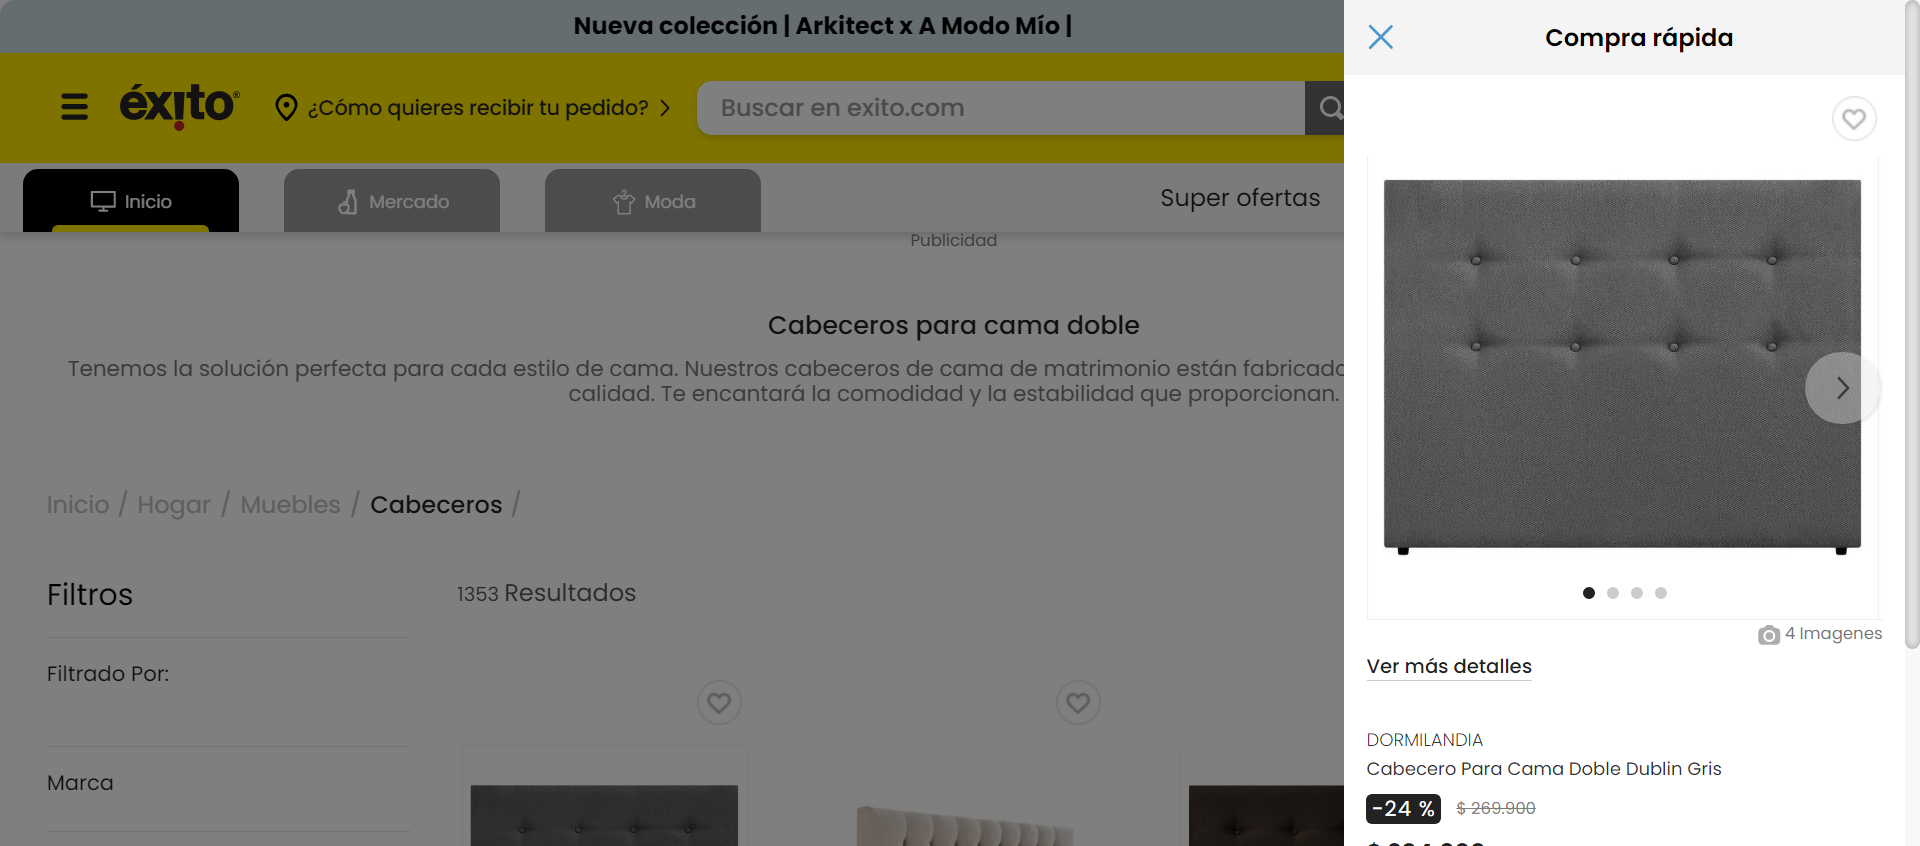 Nueva colección | Arkitect x A Modo Mío |
éxito®
¿Cómo quieres recibir tu pedido?
Buscar en exito.com
Inicio
Mercado
Moda
Super ofertas
Publicidad
Cabeceros para cama doble
Tenemos la solución perfecta para cada estilo de cama. Nuestros cabeceros de cama de matrimonio están
calidad. Te encantará la comodidad y la estabilidad que proporcionan.
Inicio / Hogar / Muebles / Cabeceros /
Filtros
1353 Resultados
Filtrado Por:
Marca
Compra rápida
4 Imagenes
Ver más detalles
DORMILANDIA
Cabecero Para Cama Doble Dublin Gris
-24 % $ 269.900